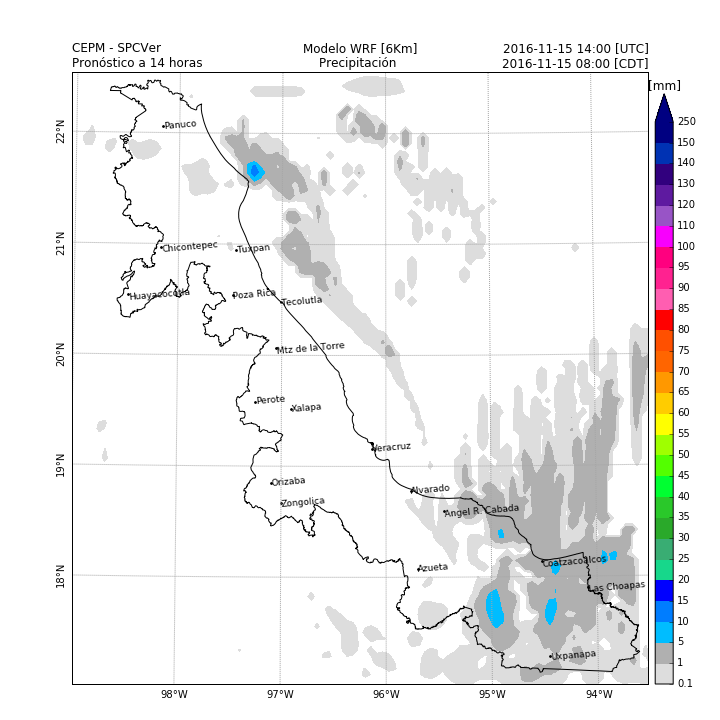 CEPM - SPCVer Modelo WRF [6Km] 2016-11-15 14:00 [UTC]
Pronóstico a 14 horas Precipitación 2016-11-15 08:00 [CDT]
[mm]
250
150
140
130
120
110
100
95
90
85
80
75
70
65
60
55
50
45
40
35
30
25
20
15
10
5
1
0.1
22°N
21°N
20°N
19°N
18°N
Panuco
Chicontepec
Tuxpan
Huayacocotla
Poza Rica
Tecolutla
Mtz de la Torre
Perote
Xalapa
Veracruz
Orizaba
Alvarado
Zongolica
Angel R. Cabada
Azueta
Coatzacoalcos
Las Choapas
Uxpanapa
98°W 97°W 96°W 95°W 94°W